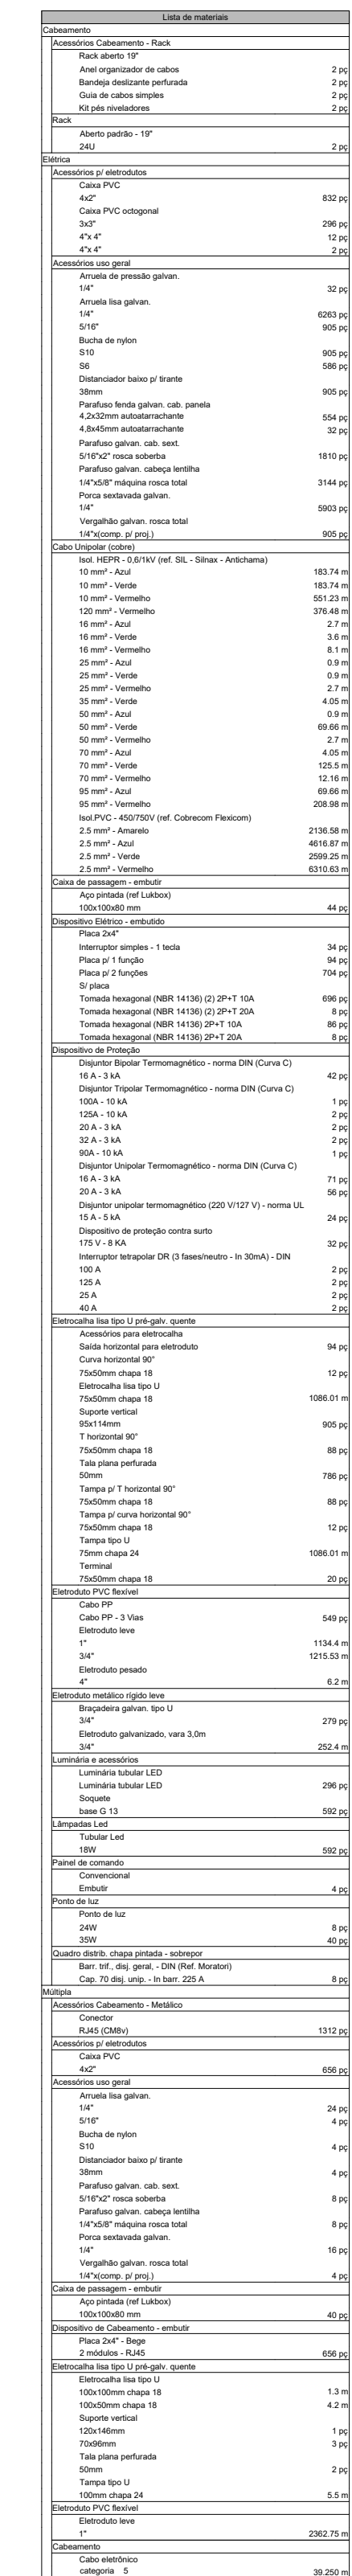 Lista de materiais
Cabeamento
Acessórios Cabeamento - Rack
Rack aberto 19"
Anel organizador de cabos 2 pç
Bandeja deslizante perfurada 2 pç
Guia de cabos simples 2 pç
Kit pés niveladores 2 pç
Rack
Aberto padrão - 19"
24U 2 pç
Elétrica
Acessórios p/ eletrodutos
Caixa PVC
4x2" 832 pç
Caixa PVC octogonal
3x3" 296 pç
4"x 4" 12 pç
4"x 4" 2 pç
Acessórios uso geral
Arruela de pressão galvan.
1/4" 32 pç
Arruela lisa galvan.
1/4" 6263 pç
5/16" 905 pç
Bucha de nylon
S10 905 pç
S6 586 pç
Distanciador baixo p/ tirante
38mm 905 pç
Parafuso fenda galvan. cab. panela
4,2x32mm autoatarrachante 554 pç
4,8x45mm autoatarrachante 32 pç
Parafuso galvan. cab. sext.
5/16"x2" rosca soberba 1810 pç
Parafuso galvan. cabeça lentilha
1/4"x5/8" máquina rosca total 3144 pç
Porca sextavada galvan.
1/4" 5903 pç
Vergalhão galvan. rosca total
1/4"x(comp. p/ proj.) 905 pç
Cabo Unipolar (cobre)
Isol. HEPR - 0,6/1kV (ref. SIL - Silnax - Antichama)
10 mm² - Azul 183.74 m
10 mm² - Verde 183.74 m
10 mm² - Vermelho 551.23 m
120 mm² - Vermelho 376.48 m
16 mm² - Azul 2.7 m
16 mm² - Verde 3.6 m
16 mm² - Vermelho 8.1 m
25 mm² - Azul 0.9 m
25 mm² - Verde 0.9 m
25 mm² - Vermelho 2.7 m
35 mm² - Verde 4.05 m
50 mm² - Azul 0.9 m
50 mm² - Verde 69.66 m
50 mm² - Vermelho 2.7 m
70 mm² - Azul 4.05 m
70 mm² - Verde 125.5 m
70 mm² - Vermelho 12.16 m
95 mm² - Azul 69.66 m
95 mm² - Vermelho 208.98 m
Isol.PVC - 450/750V (ref. Cobrecom Flexicom)
2.5 mm² - Amarelo 2136.58 m
2.5 mm² - Azul 4616.87 m
2.5 mm² - Verde 2599.25 m
2.5 mm² - Vermelho 6310.63 m
Caixa de passagem - embutir
Aço pintada (ref Lukbox)
100x100x80 mm 44 pç
Dispositivo Elétrico - embutido
Placa 2x4"
Interruptor simples - 1 tecla 34 pç
Placa p/ 1 função 94 pç
Placa p/ 2 funções 704 pç
S/ placa
Tomada hexagonal (NBR 14136) (2) 2P+T 10A 696 pç
Tomada hexagonal (NBR 14136) (2) 2P+T 20A 8 pç
Tomada hexagonal (NBR 14136) 2P+T 10A 86 pç
Tomada hexagonal (NBR 14136) 2P+T 20A 8 pç
Dispositivo de Proteção
Disjuntor Bipolar Termomagnético - norma DIN (Curva C)
16 A - 3 kA 42 pç
Disjuntor Tripolar Termomagnético - norma DIN (Curva C)
100A - 10 kA 1 pç
125A - 10 kA 2 pç
20 A - 3 kA 2 pç
32 A - 3 kA 2 pç
90A - 10 kA 1 pç
Disjuntor Unipolar Termomagnético - norma DIN (Curva C)
16 A - 3 kA 71 pç
20 A - 3 kA 56 pç
Disjuntor unipolar termomagnético (220 V/127 V) - norma UL
15 A - 5 kA 24 pç
Dispositivo de proteção contra surto
175 V - 8 KA 32 pç
Interruptor tetrapolar DR (3 fases/neutro - In 30mA) - DIN
100 A 2 pç
125 A 2 pç
25 A 2 pç
40 A 2 pç
Eletrocalha lisa tipo U pré-galv. quente
Acessórios para eletrocalha
Saída horizontal para eletroduto 94 pç
Curva horizontal 90°
75x50mm chapa 18 12 pç
Eletrocalha lisa tipo U
75x50mm chapa 18 1086.01 m
Suporte vertical
95x114mm 905 pç
T horizontal 90°
75x50mm chapa 18 88 pç
Tala plana perfurada
50mm 786 pç
Tampa p/ T horizontal 90°
75x50mm chapa 18 88 pç
Tampa p/ curva horizontal 90°
75x50mm chapa 18 12 pç
Tampa tipo U
75mm chapa 24 1086.01 m
Terminal
75x50mm chapa 18 20 pç
Eletroduto PVC flexível
Cabo PP
Cabo PP - 3 Vias 549 pç
Eletroduto leve
1" 1134.4 m
3/4" 1215.53 m
Eletroduto pesado
4" 6.2 m
Eletroduto metálico rígido leve
Braçadeira galvan. tipo U
3/4" 279 pç
Eletroduto galvanizado, vara 3,0m
3/4" 252.4 m
Luminária e acessórios
Luminária tubular LED
Luminária tubular LED 296 pç
Soquete
base G 13 592 pç
Lâmpadas Led
Tubular Led
18W 592 pç
Painel de comando
Convencional
Embutir 4 pç
Ponto de luz
Ponto de luz
24W 8 pç
35W 40 pç
Quadro distrib. chapa pintada - sobrepor
Barr. trif., disj. geral, - DIN (Ref. Moratori)
Cap. 70 disj. unip. - In barr. 225 A 8 pç
Múltipla
Acessórios Cabeamento - Metálico
Conector
RJ45 (CM8v) 1312 pç
Acessórios p/ eletrodutos
Caixa PVC
4x2" 656 pç
Acessórios uso geral
Arruela lisa galvan.
1/4" 24 pç
5/16" 4 pç
Bucha de nylon
S10 4 pç
Distanciador baixo p/ tirante
38mm 4 pç
Parafuso galvan. cab. sext.
5/16"x2" rosca soberba 8 pç
Parafuso galvan. cabeça lentilha
1/4"x5/8" máquina rosca total 8 pç
Porca sextavada galvan.
1/4" 16 pç
Vergalhão galvan. rosca total
1/4"x(comp. p/ proj.) 4 pç
Caixa de passagem - embutir
Aço pintada (ref Lukbox)
100x100x80 mm 40 pç
Dispositivo de Cabeamento - embutir
Placa 2x4" - Bege
2 módulos - RJ45 656 pç
Eletrocalha lisa tipo U pré-galv. quente
Eletrocalha lisa tipo U
100x100mm chapa 18 1.3 m
100x50mm chapa 18 4.2 m
Suporte vertical
120x146mm 1 pç
70x96mm 3 pç
Tala plana perfurada
50mm 2 pç
Tampa tipo U
100mm chapa 24 5.5 m
Eletroduto PVC flexível
Eletroduto leve
1" 2362.75 m
Cabeamento
Cabo eletrônico
categoria 5 39.250 m